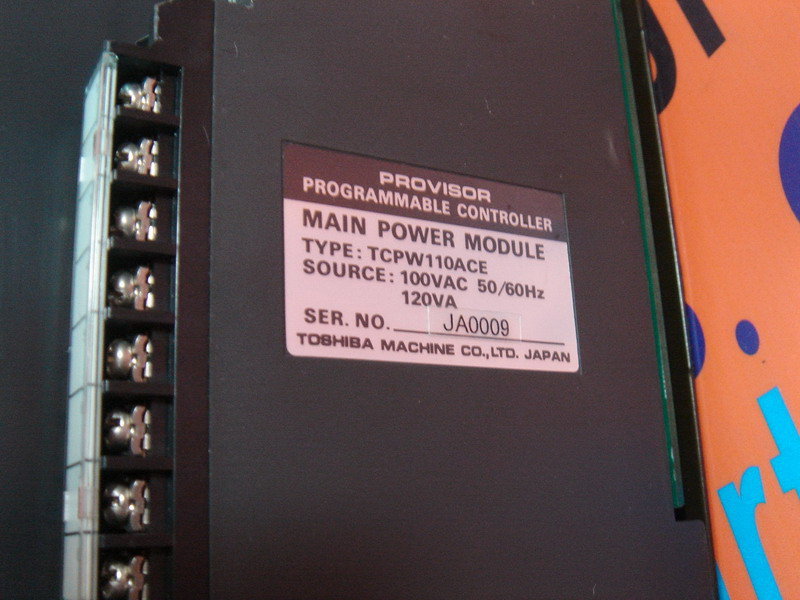 PROVISOR
PROGRAMMABLE CONTROLLER
MAIN POWER MODULE
TYPE: TCPW110ACE
SOURCE: 100VAC 50/60Hz
120VA
SER. NO. JA0009
TOSHIBA MACHINE CO.,LTD. JAPAN